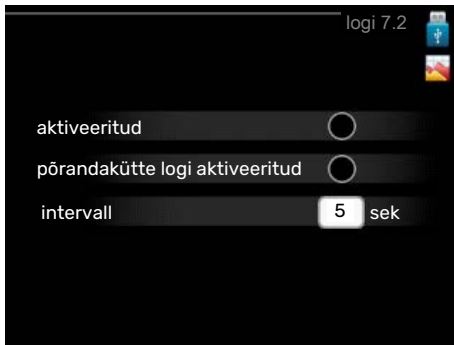 logi 7.2
aktiveeritud
põrandakütte logi aktiveeritud
intervall 5 sek